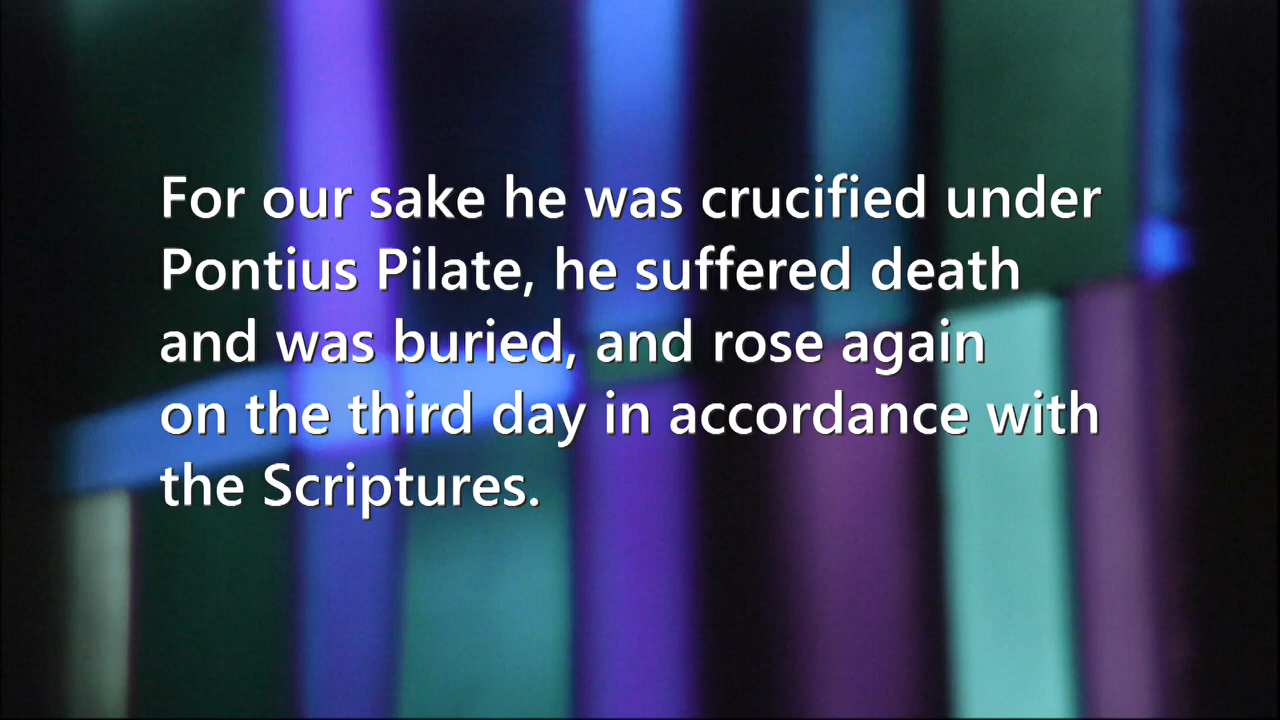 For our sake he was crucified under
Pontius Pilate, he suffered death
and was buried, and rose again
on the third day in accordance with
the Scriptures.